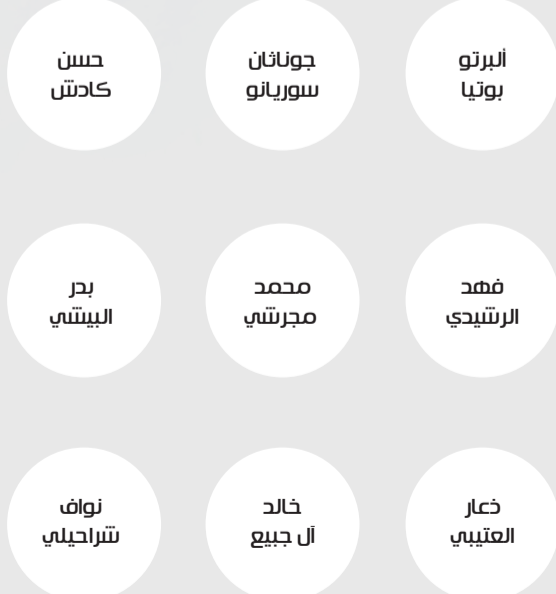 ألبرتو
بوتيا
جوناثان
سوريانو
حسن
كادش
فهد
الرشيدي
محمد
مجرشي
بدر
البيشي
ذعار
العتيبي
خالد
آل جبيع
نواف
شراحيلي